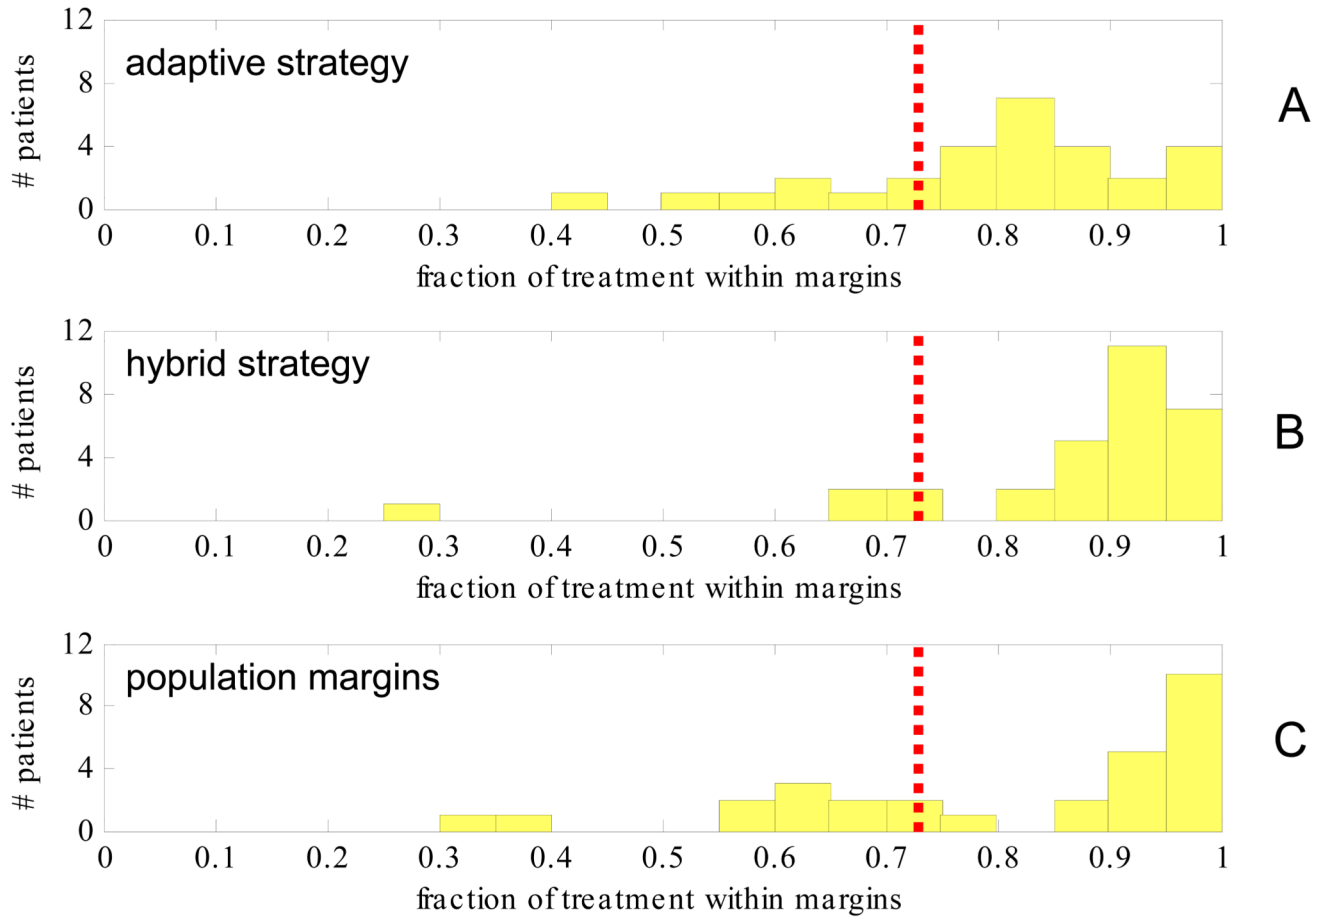 12
adaptive strategy
8
# patients
A
4
0
0 0.1 0.2 0.3 0.4 0.5 0.6 0.7 0.8 0.9 1
fraction of treatment within margins
12
hybrid strategy
8
# patients
B
4
0
0 0.1 0.2 0.3 0.4 0.5 0.6 0.7 0.8 0.9 1
fraction of treatment within margins
12
population margins
8
# patients
C
4
0
0 0.1 0.2 0.3 0.4 0.5 0.6 0.7 0.8 0.9 1
fraction of treatment within margins